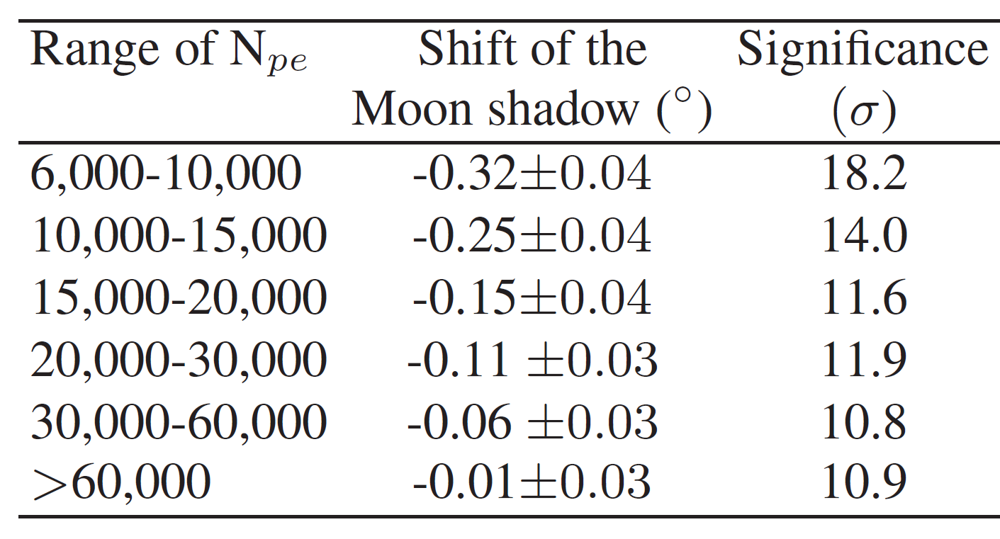 Range of Npe Shift of the Significance
Moon shadow (°) (σ)
6,000-10,000 -0.32±0.04 18.2
10,000-15,000 -0.25±0.04 14.0
15,000-20,000 -0.15±0.04 11.6
20,000-30,000 -0.11 ±0.03 11.9
30,000-60,000 -0.06 ±0.03 10.8
>60,000 -0.01±0.03 10.9